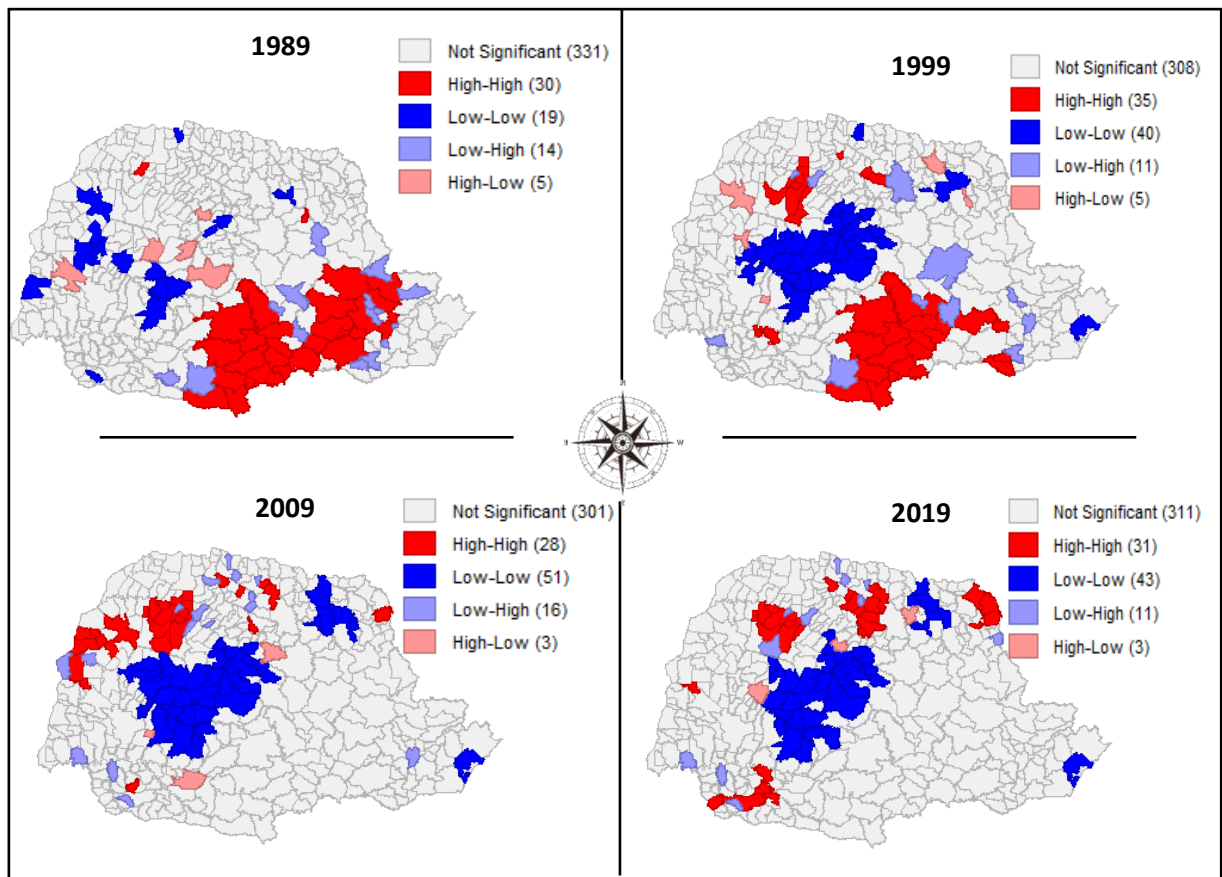 1989
Not Significant (331)
High-High (30)
Low-Low (19)
Low-High (14)
High-Low (5)
1999
Not Significant (308)
High-High (35)
Low-Low (40)
Low-High (11)
High-Low (5)
2009
Not Significant (301)
High-High (28)
Low-Low (51)
Low-High (16)
High-Low (3)
2019
Not Significant (311)
High-High (31)
Low-Low (43)
Low-High (11)
High-Low (3)
W